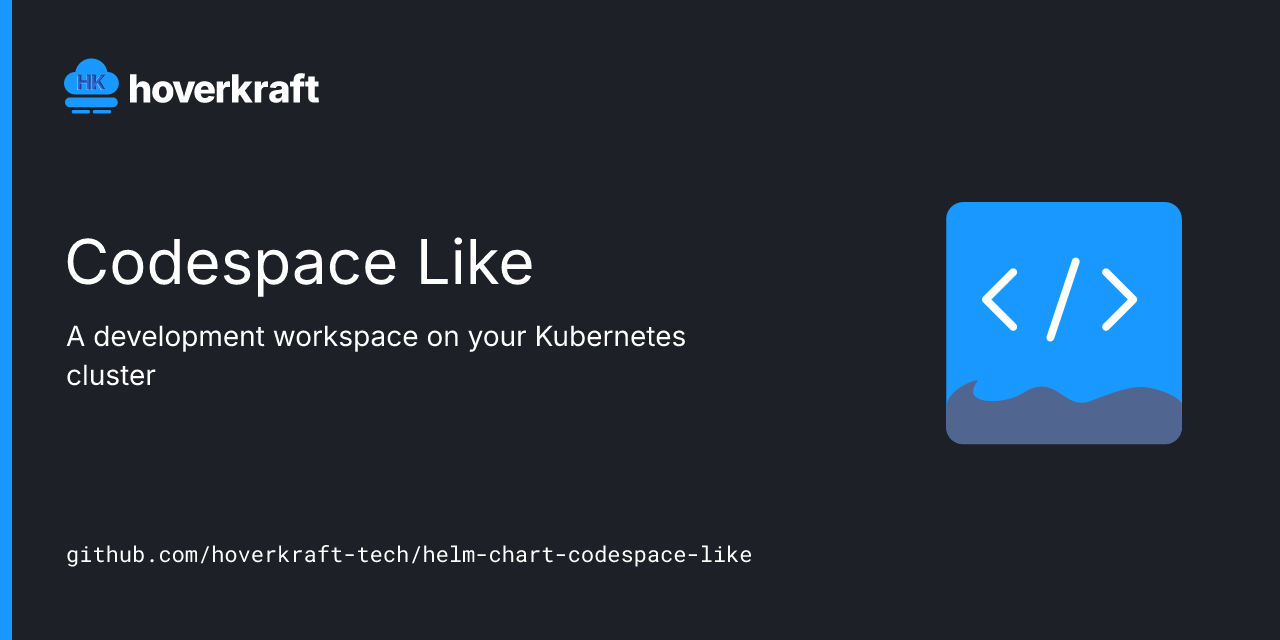 HK
hoverkraft
Codespace Like
A development workspace on your Kubernetes
cluster
</>
github.com/hoverkraft-tech/helm-chart-codespace-like